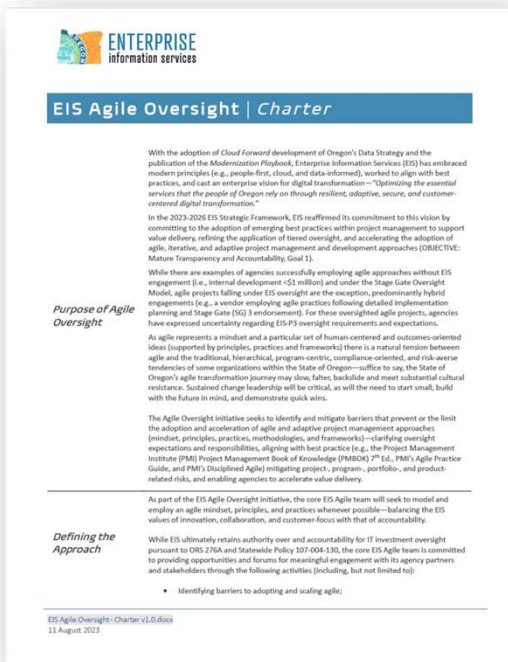 ENTERPRISE
information services
EIS Agile Oversight | Charter
With the adoption of Cloud Forward development of Oregon's Data Strategy and the
publication of the Modernization Playbook, Enterprise Information Services (EIS) has embraced
modern principles (e.g., people-first, cloud, and data-informed), worked to align with best
practices, and cast an enterprise vision for digital transformation—"Optimizing the essential
services that the people of Oregon rely on through resilient, adaptive, secure, and customer-
centered digital transformation."
In the 2023-2026 EIS Strategic Framework, EIS reaffirmed its commitment to this vision by
committing to the adoption of emerging best practices within project management to support
value delivery, refining the application of tiered oversight, and accelerating the adoption of
agile, iterative, and adaptive project management and development approaches (OBJECTIVE:
Mature Transparency and Accountability, Goal 1).
Purpose of Agile
Oversight
While there are examples of agencies successfully employing agile approaches without EIS
engagement (i.e., internal development <$1 million) and under the Stage Gate Oversight
Model, agile projects falling under EIS oversight are the exception, predominantly hybrid
engagements (e.g., a vendor employing agile practices following detailed implementation
planning and Stage Gate (SG) 3 endorsement). For these oversighted agile projects, agencies
have expressed uncertainty regarding EIS-P3 oversight requirements and expectations.
As agile represents a mindset and a particular set of human-centered and outcomes-oriented
ideas (supported by principles, practices and frameworks) there is a natural tension between
agile and the traditional, hierarchical, program-centric, compliance-oriented, and risk-averse
tendencies of some organizations within the State of Oregon—suffice to say, the State of
Oregon's agile transformation journey may slow, falter, backslide and meet substantial cultural
resistance. Sustained change leadership will be critical, as will the need to start small, build
with the future in mind, and demonstrate quick wins.
The Agile Oversight initiative seeks to identify and mitigate barriers that prevent or the limit
the adoption and acceleration of agile and adaptive project management approaches
(mindset, principles, practices, methodologies, and frameworks)—clarifying oversight
expectations and responsibilities, aligning with best practice (e.g., the Project Management
Institute (PMI) Project Management Book of Knowledge (PMBOK) 7th Ed., PMI's Agile Practice
Guide, and PMI's Disciplined Agile) mitigating project-, program-, portfolio-, and product-
related risks, and enabling agencies to accelerate value delivery.
Defining the
Approach
As part of the EIS Agile Oversight initiative, the core EIS Agile team will seek to model and
employ an agile mindset, principles, and practices whenever possible—balancing the EIS
values of innovation, collaboration, and customer-focus with that of accountability.
While EIS ultimately retains authority over and accountability for IT investment oversight
pursuant to ORS 276A and Statewide Policy 107-004-130, the core EIS Agile team is committed
to providing opportunities and forums for meaningful engagement with its agency partners
and stakeholders through the following activities (including, but not limited to):
• Identifying barriers to adopting and scaling agile;
EIS Agile Oversight - Charter v1.0.docx
11 August 2023